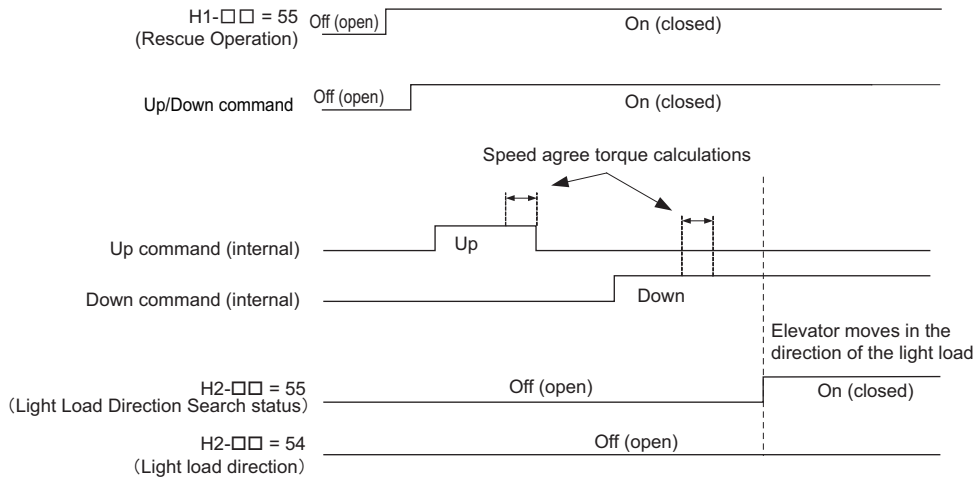 H1-□□ = 55
(Rescue Operation)
Off (open)
On (closed)
Up/Down command
Off (open)
On (closed)
Speed agree torque calculations
Up command (internal)
Up
Down command (internal)
Down
Elevator moves in the
direction of the light load
H2-□□ = 55
（Light Load Direction Search status）
Off (open)
On (closed)
H2-□□ = 54
（Light load direction）
Off (open)